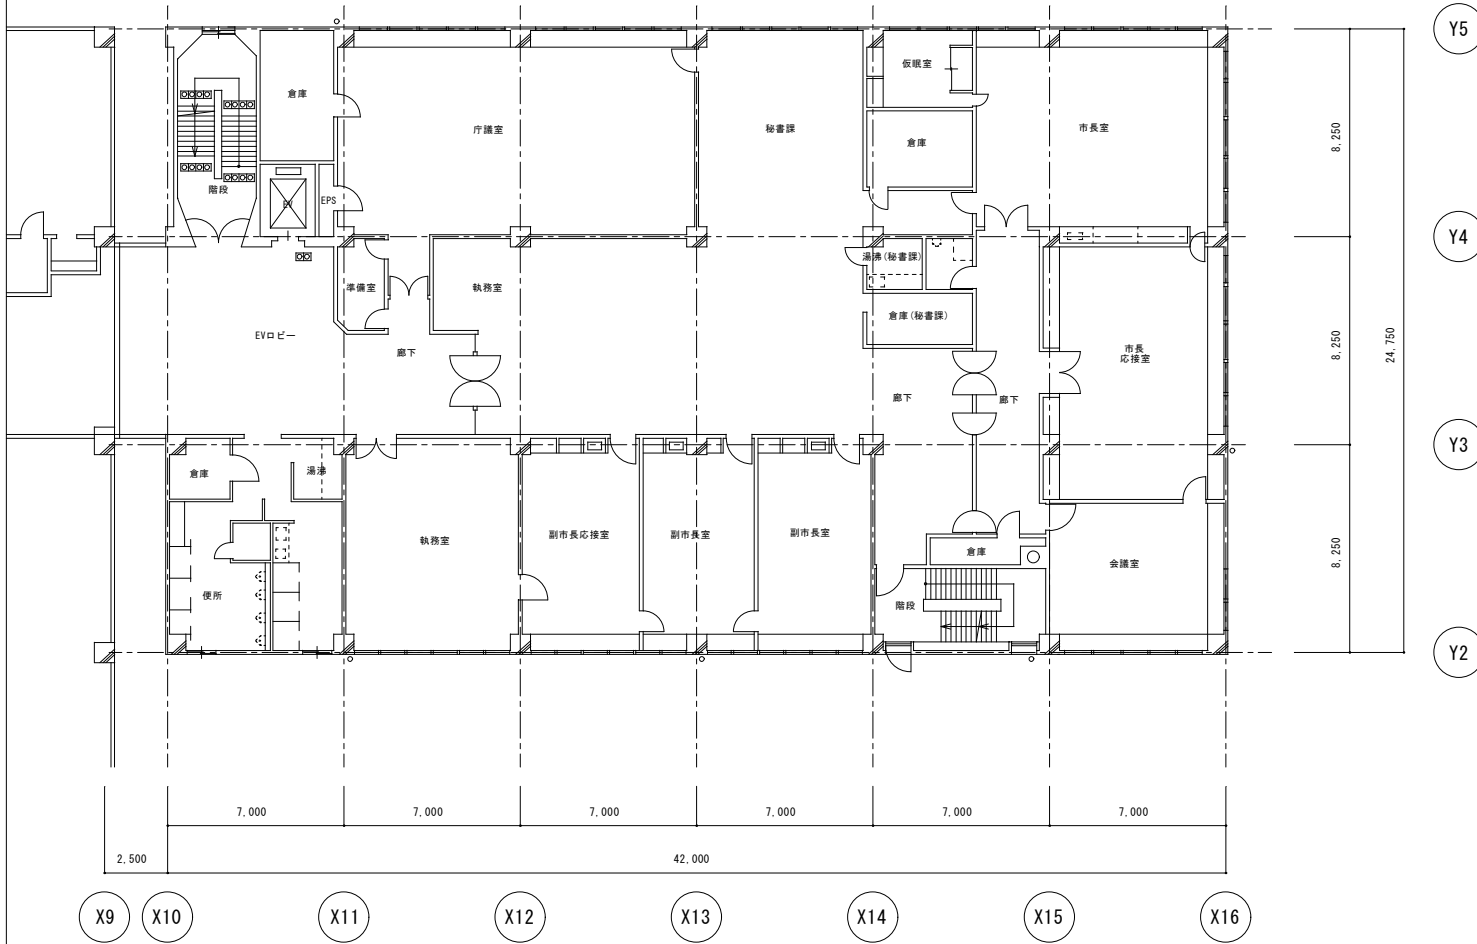 Y5
仮眠室
倉庫
庁議室
秘書課
市長室
8,250
倉庫
階段
EPS
EV
Y4
湯沸(秘書課)
準備室
執務室
倉庫(秘書課)
EVロビー
廊下
市長
応接室
8,250
24,750
廊下
廊下
Y3
倉庫
湯沸
執務室
副市長応接室
副市長室
副市長室
倉庫
会議室
8,250
便所
階段
Y2
7,000
7,000
7,000
7,000
7,000
7,000
2,500
42,000
X9
X10
X11
X12
X13
X14
X15
X16